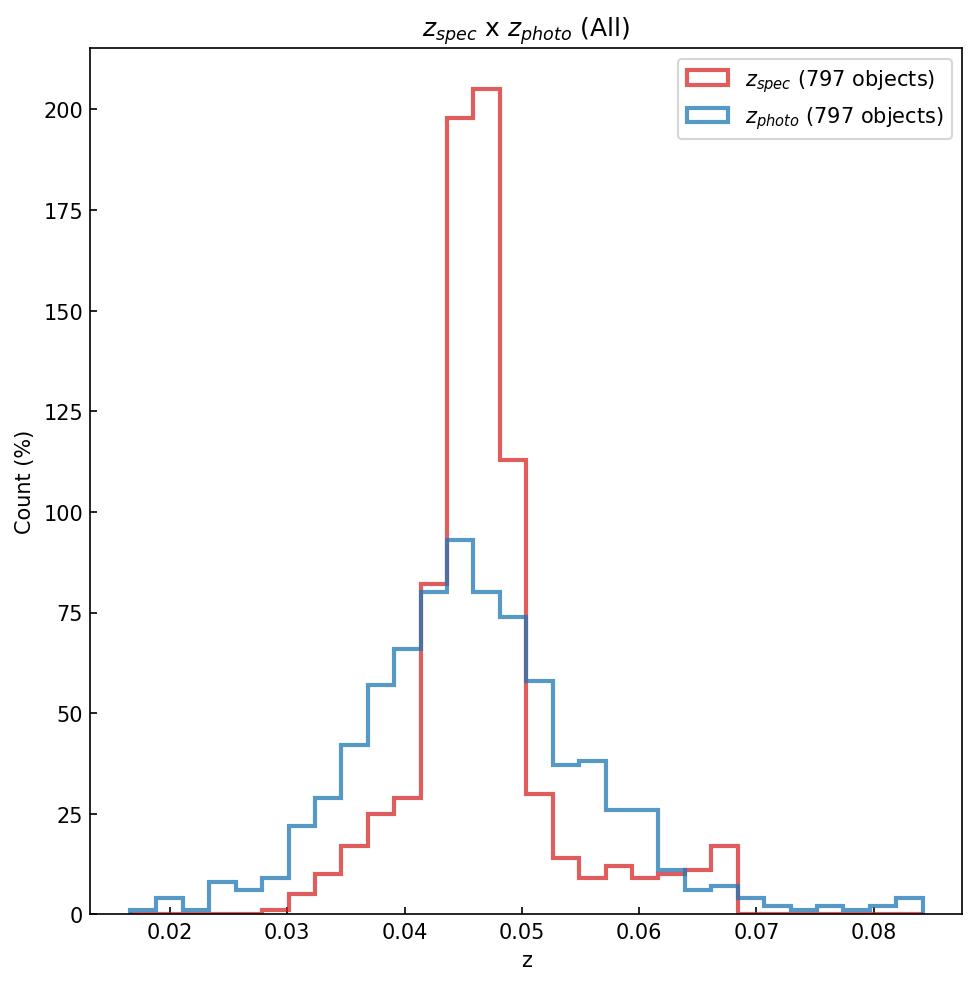 z_spec x z_photo (All)
z_spec (797 objects)
z_photo (797 objects)
Count (%)
200
175
150
125
100
75
50
25
0
0.02 0.03 0.04 0.05 0.06 0.07 0.08
z